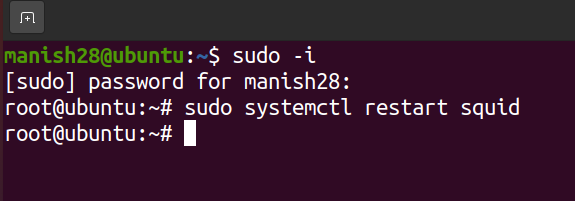 manish28@ubuntu:~$ sudo -i
[sudo] password for manish28:
root@ubuntu:~# sudo systemctl restart squid
root@ubuntu:~#